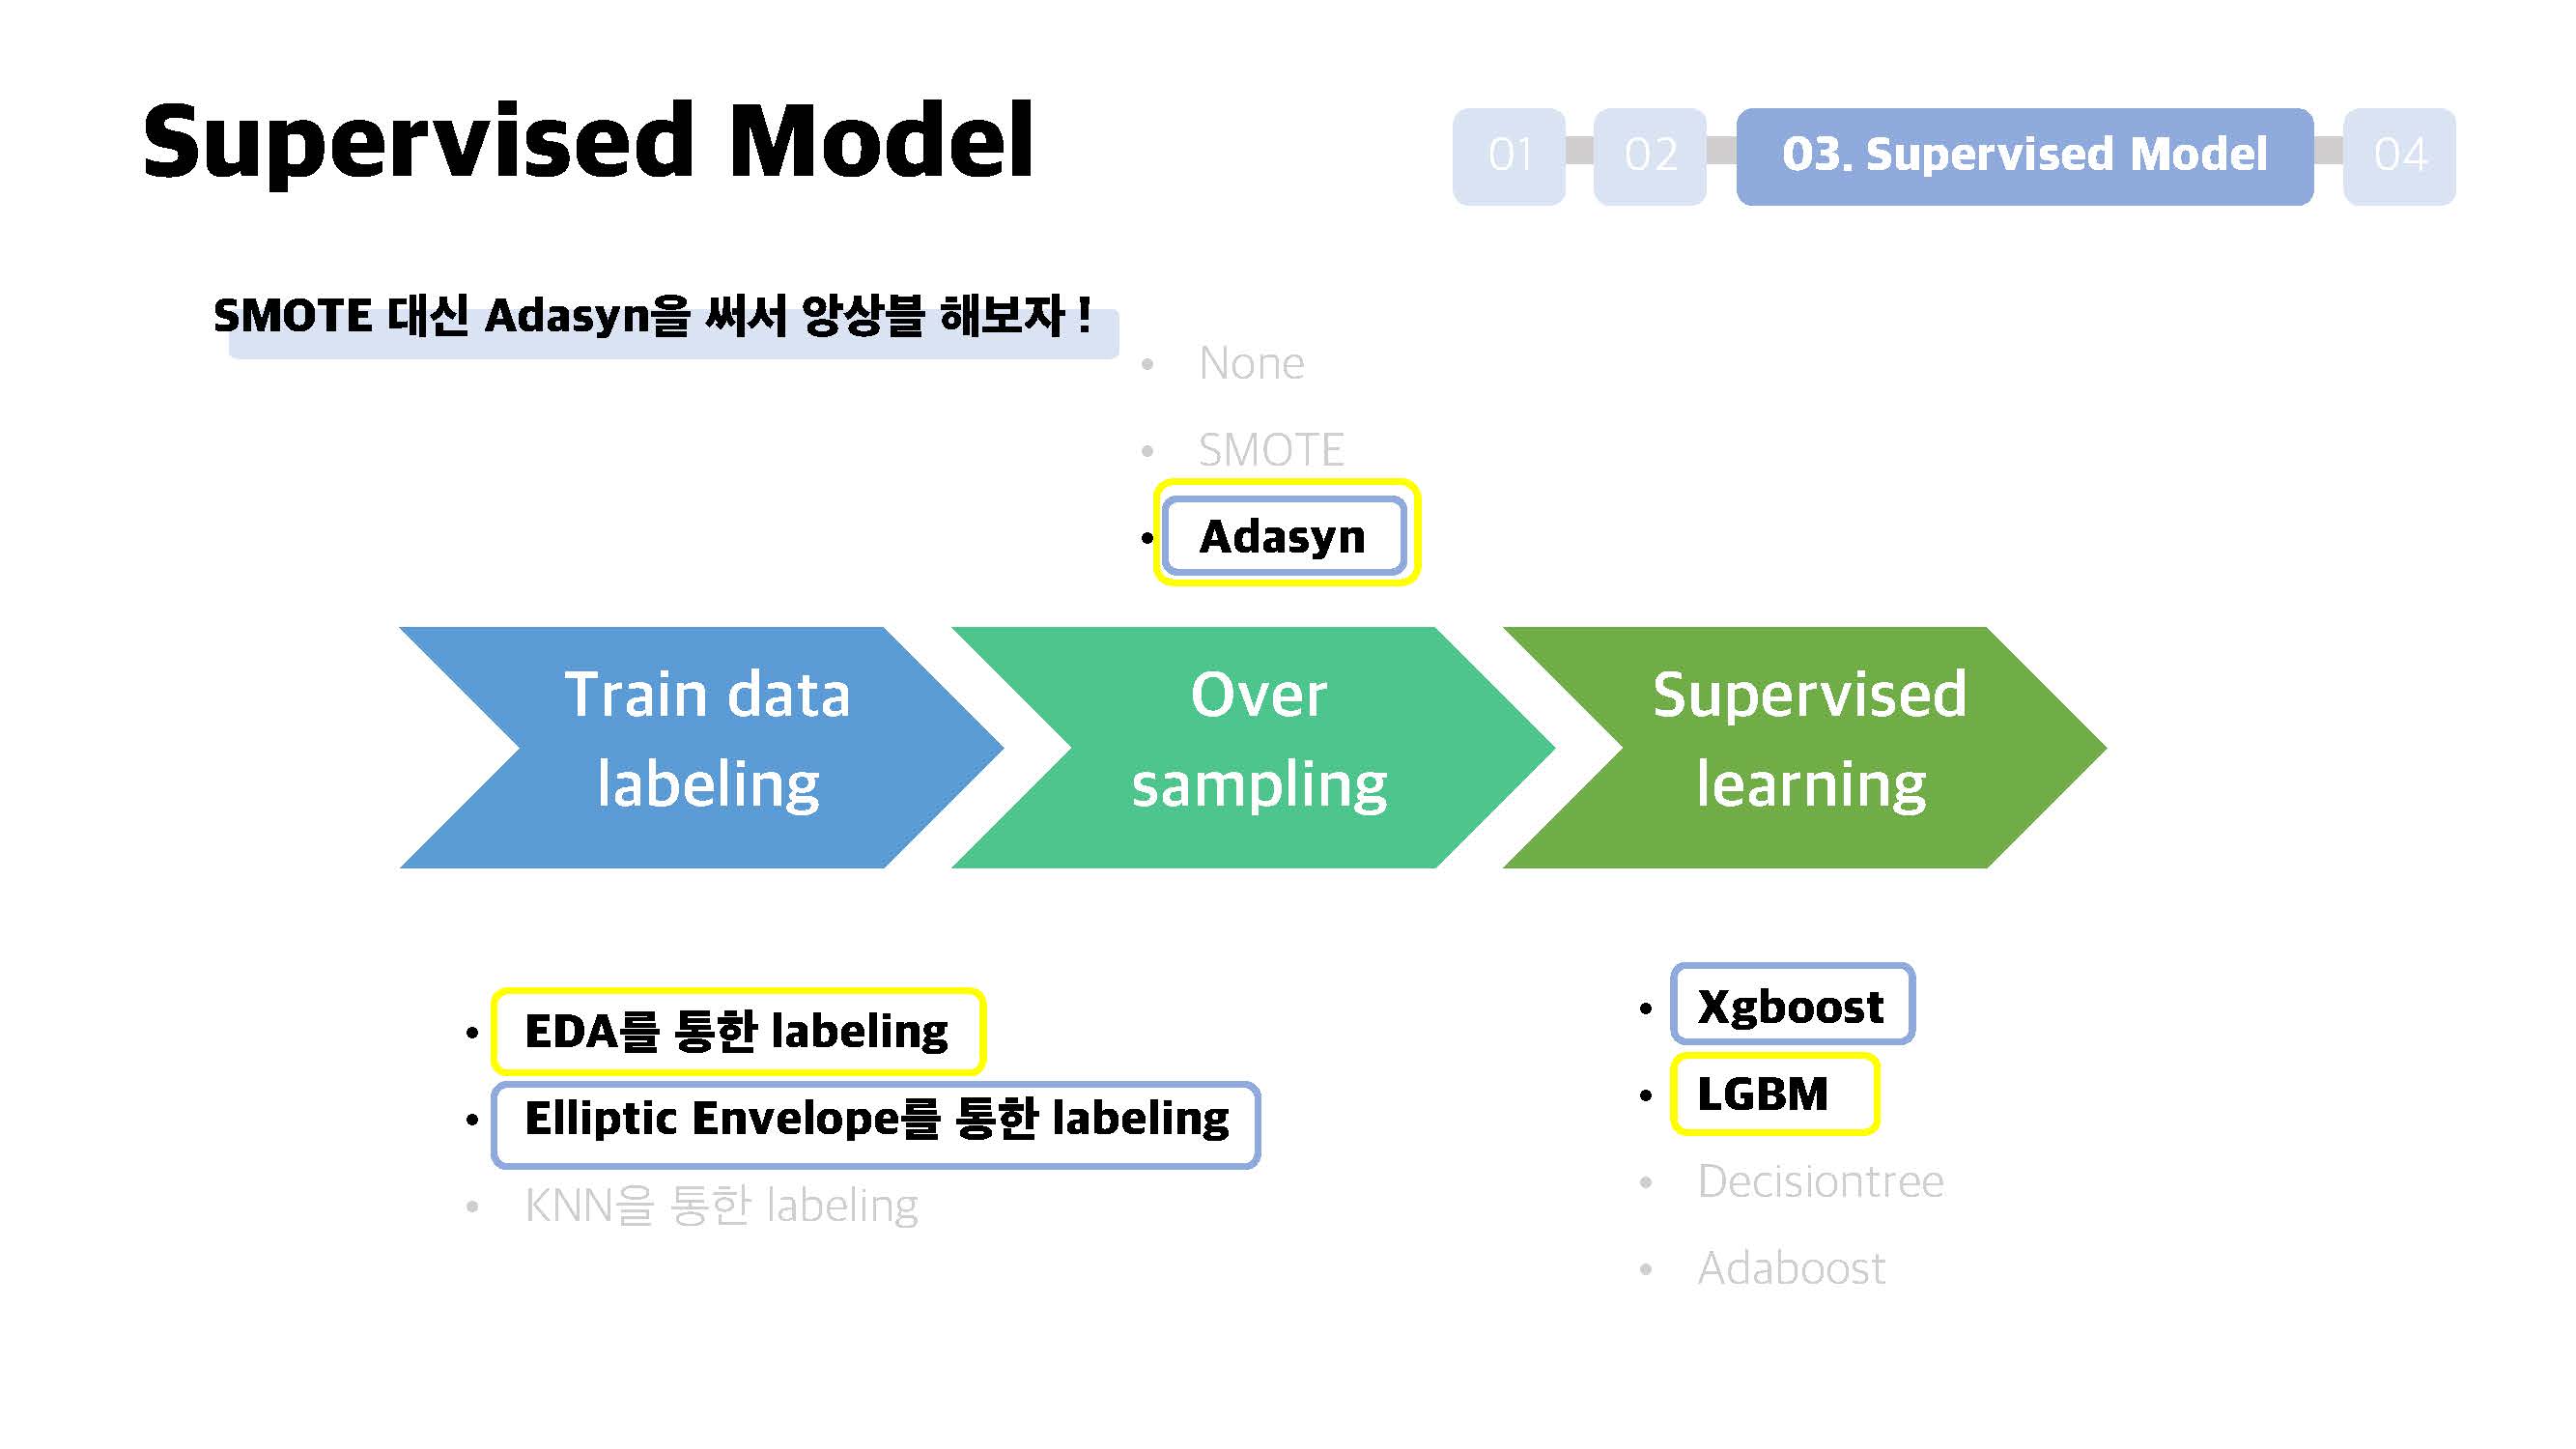 Supervised Model
01
02
03. Supervised Model
04
SMOTE 대신 Adasyn을 써서 앙상블 해보자 !
• None
• SMOTE
• Adasyn
Train data
labeling
Over
sampling
Supervised
learning
• EDA를 통한 labeling
• Elliptic Envelope를 통한 labeling
• KNN을 통한 labeling
• Xgboost
• LGBM
• Decisiontree
• Adaboost